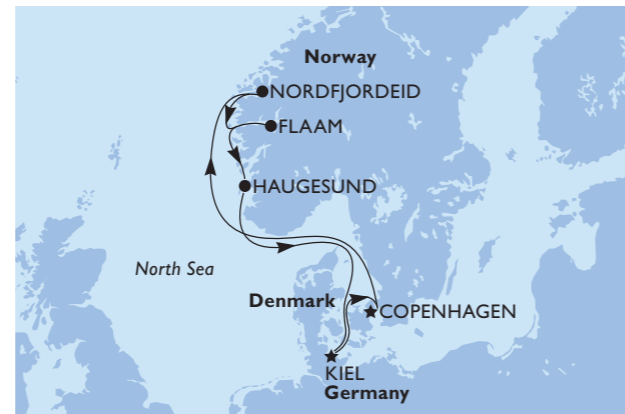 Norway
NORDFJORDEID
FLAAM
HAUGESUND
North Sea
Denmark
COPENHAGEN
KIEL
Germany